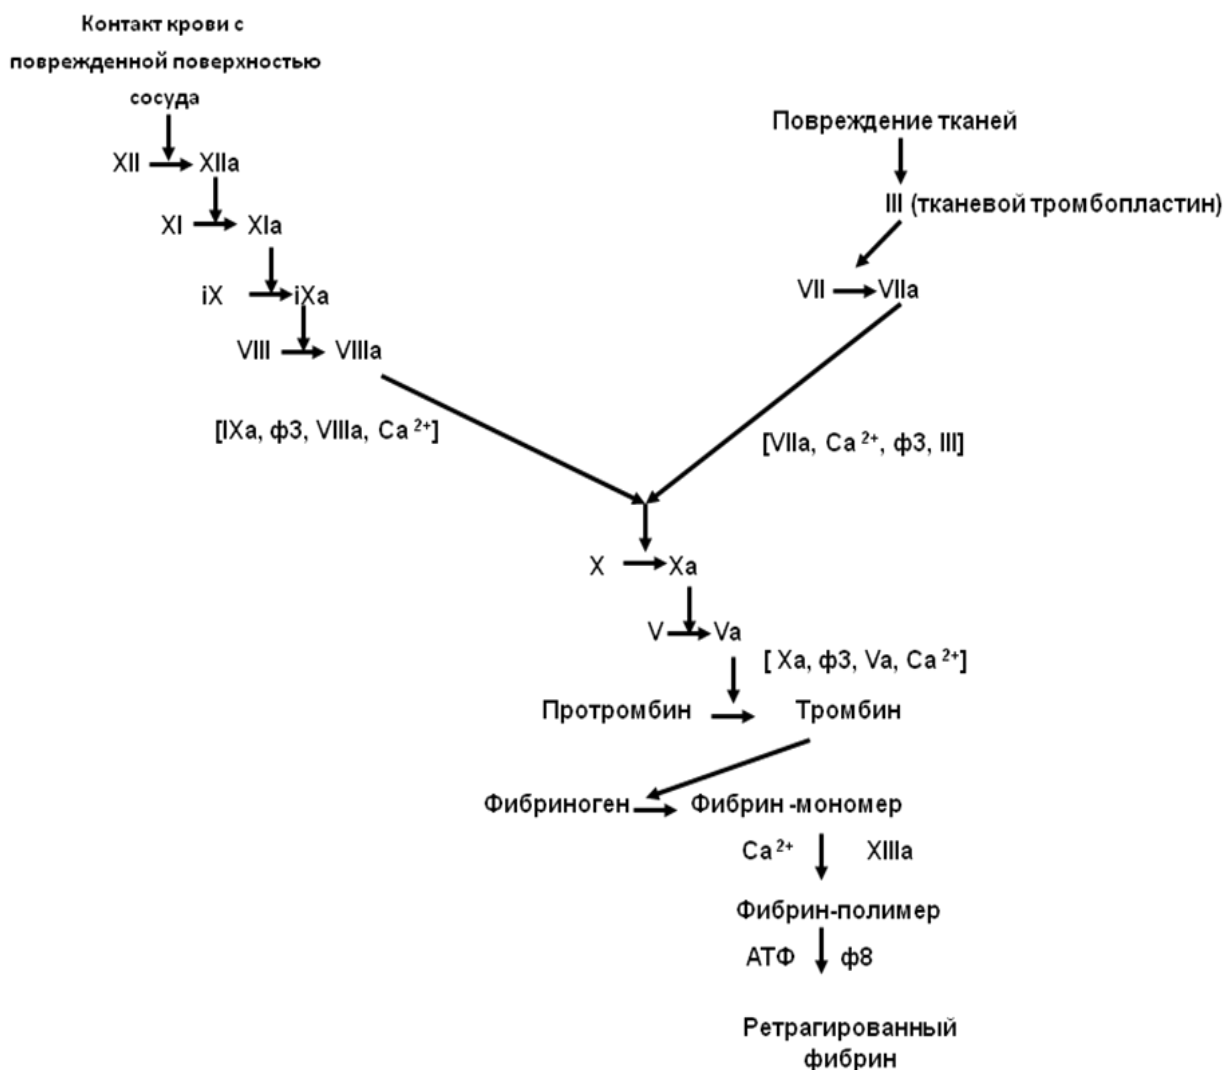 Контакт крови с
поврежденной поверхностью
сосуда
Повреждение тканей
XII XIIa
III (тканевой тромбопластин)
XI XIa
VII VIIa
iX iXa
VIII VIIIa
[IXa, ф3, VIIIa, Ca 2+]
[VIIa, Ca 2+, ф3, III]
X Xa
V Va
[ Xa, ф3, Va, Ca 2+]
Протромбин Тромбин
Фибриноген Фибрин -мономер
Ca 2+ XIIIa
Фибрин-полимер
АТФ ф8
Ретрагированный
фибрин